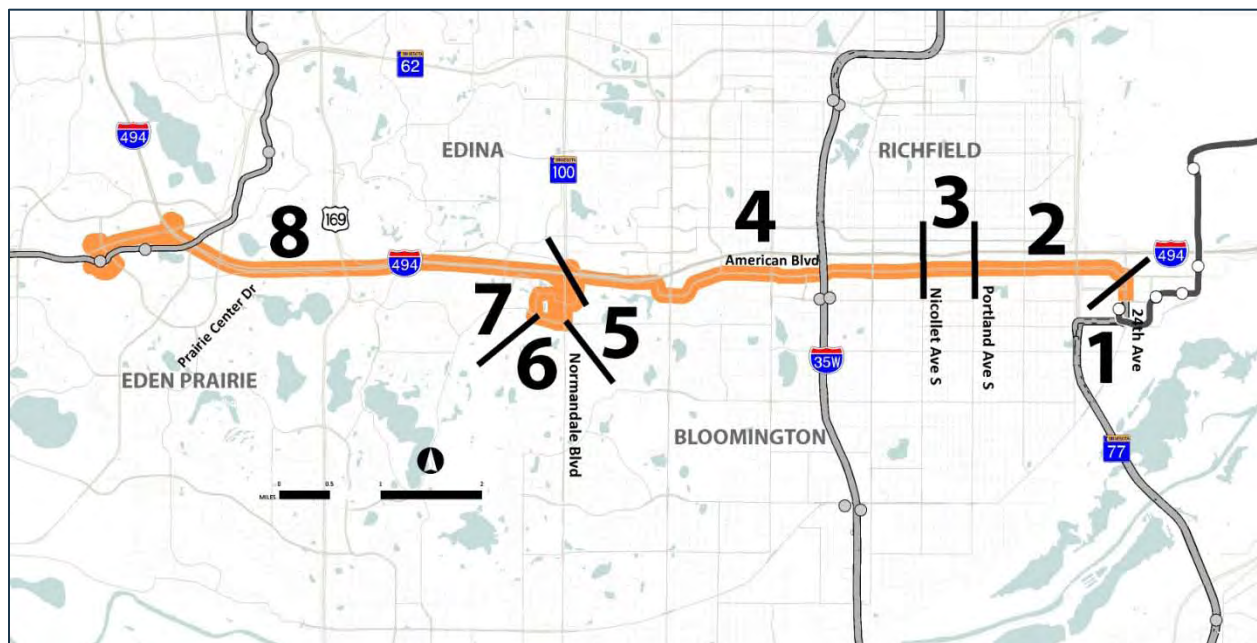 MINNESOTA
62
494
EDINA
MINNESOTA
100
RICHFIELD
8
169
494
4
American Blvd
3
2
494
Prairie Center Dr
7
6
5
Normandale Blvd
Nicollet Ave S
Portland Ave S
24th Ave
1
35W
EDEN PRAIRIE
BLOOMINGTON
77
0
0.5
1
2
MILES